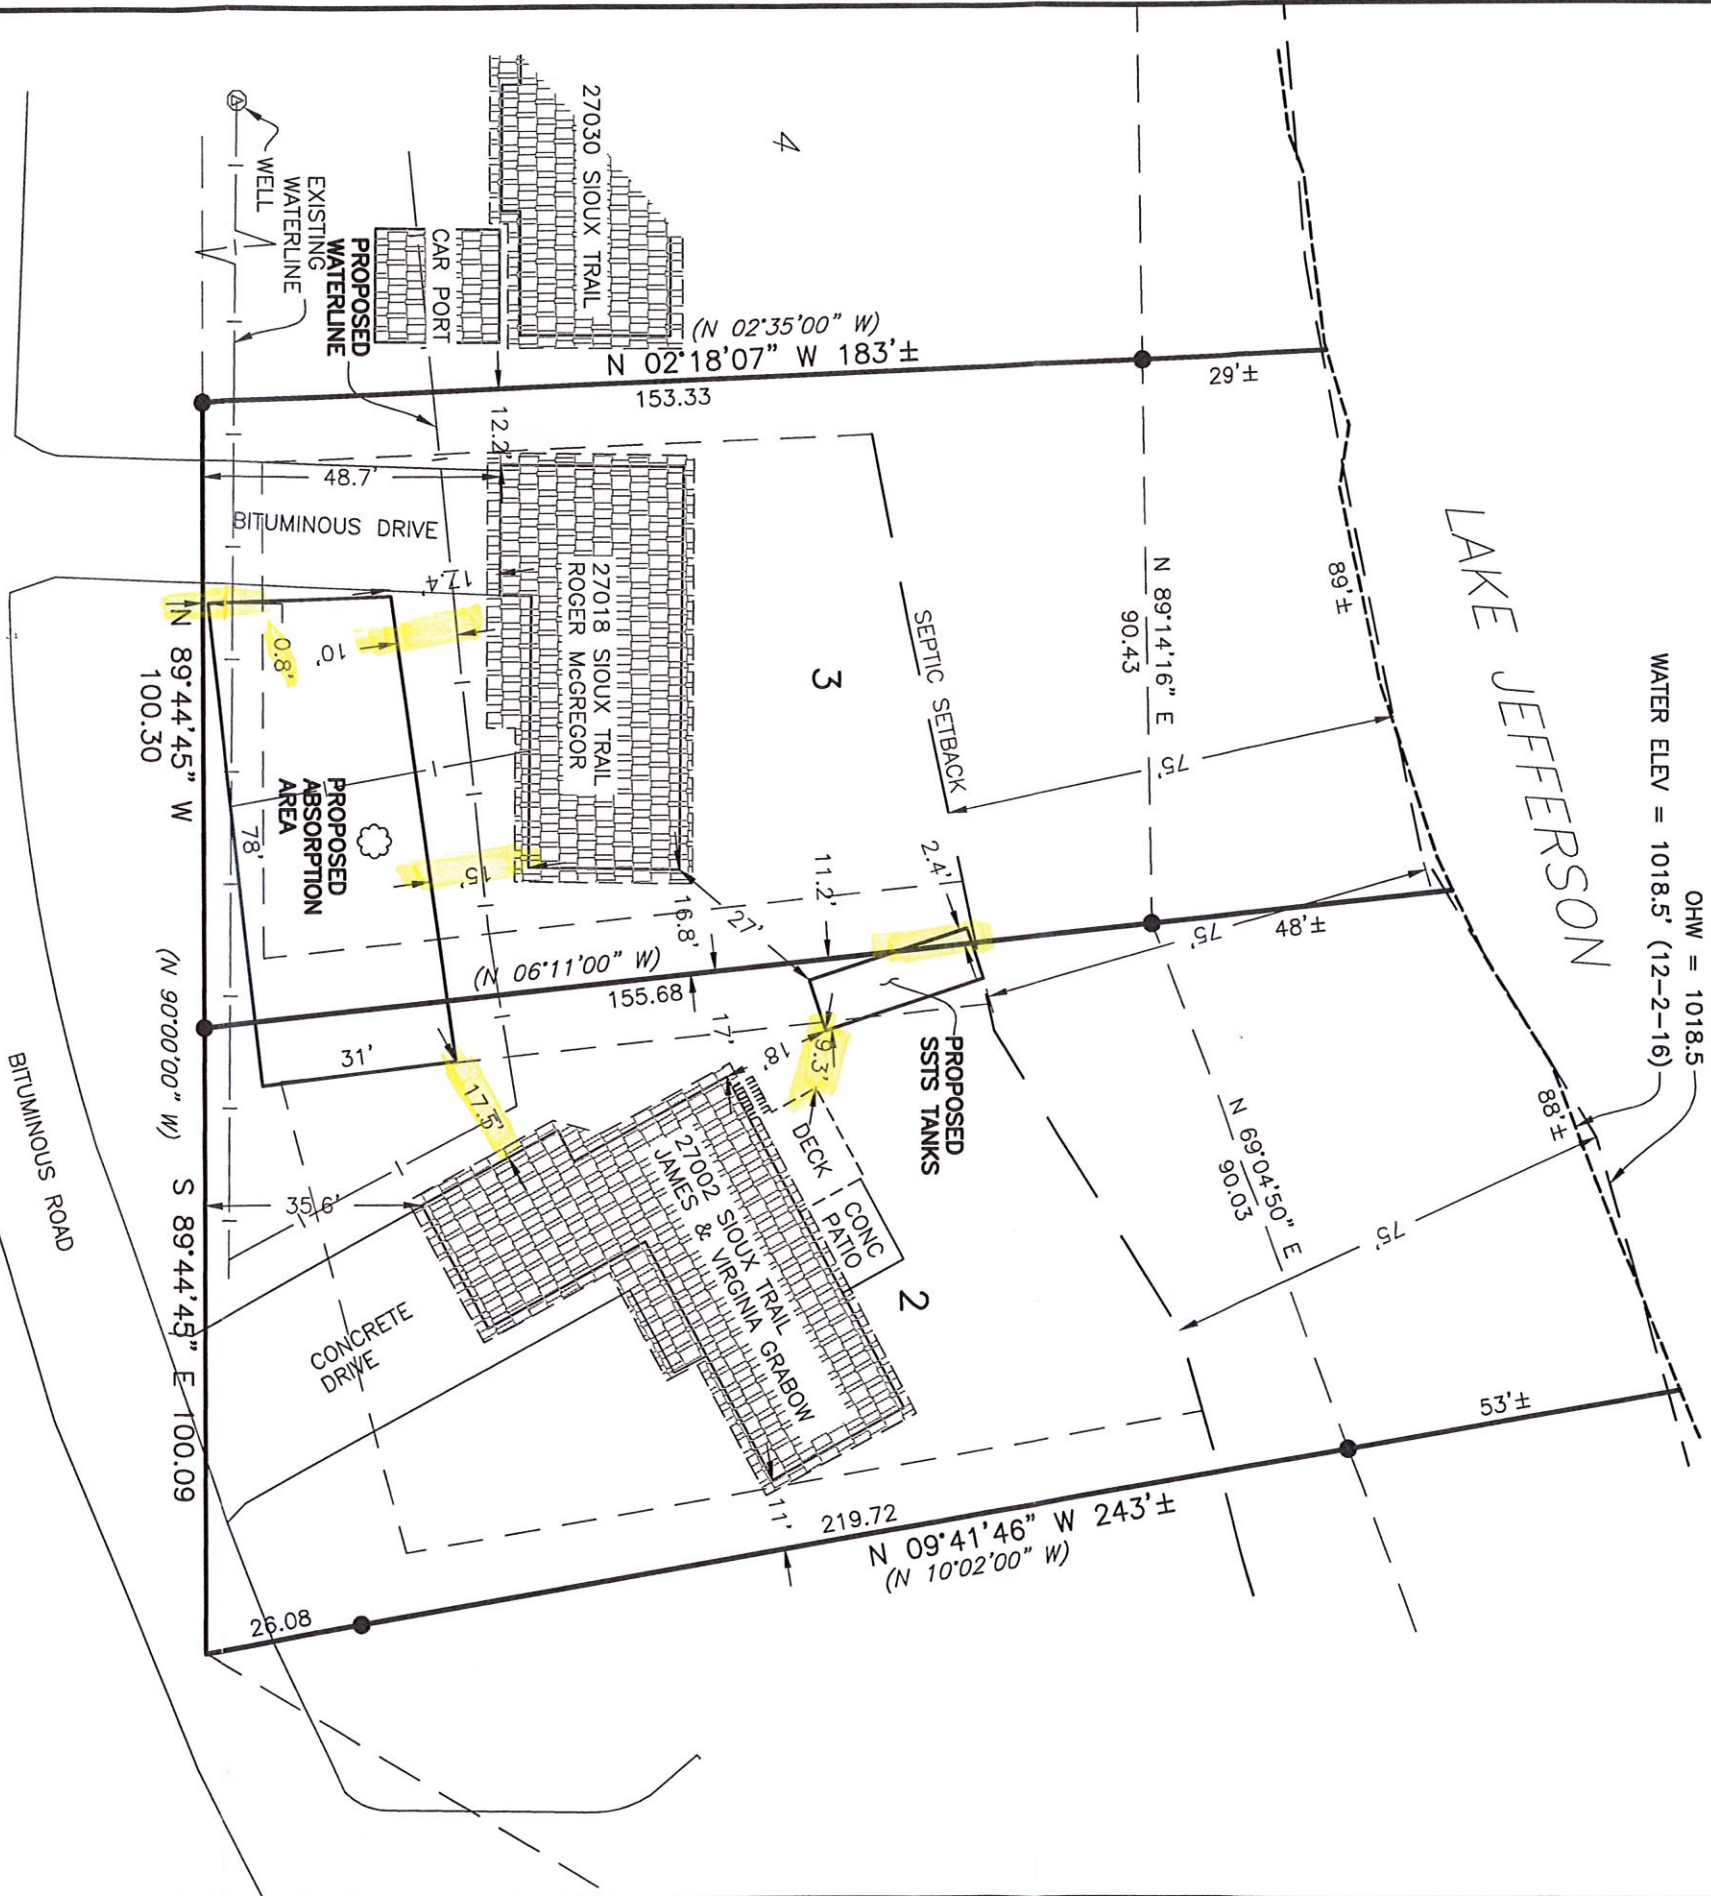 OHW = 1018.5
WATER ELEV = 1018.5' (12-2-16)
LAKE JEFFERSON
29'±
89'±
88'±
48'±
53'±
75'
75'
75'
N 89°14'16" E
90.43
N 69°04'50" E
90.03
4
27030 SIOUX TRAIL
CAR PORT
PROPOSED
WATERLINE
EXISTING
WATERLINE
WELL
(N 02°35'00" W)
N 02°18'07" W 183'±
153.33
12.2'
48.7'
BITUMINOUS DRIVE
12.4'
27018 SIOUX TRAIL
ROGER McGREGOR
3
SEPTIC SETBACK
2.4'
11.2'
27'
16.8'
(N 06°11'00" W)
155.68
17'
18'
9.3'
PROPOSED
SSTS TANKS
DECK
CONC
PATIO
2
27002 SIOUX TRAIL
JAMES & VIRGINIA GRABOW
10'
0.8'
15'
PROPOSED
ABSORPTION
AREA
78'
31'
17.5'
35.6'
CONCRETE
DRIVE
11'
219.72
N 09°41'46" W 243'±
(N 10°02'00" W)
26.08
N 89°44'45" W
100.30
(N 90°00'00" W)
S 89°44'45" E 100.09
BITUMINOUS ROAD